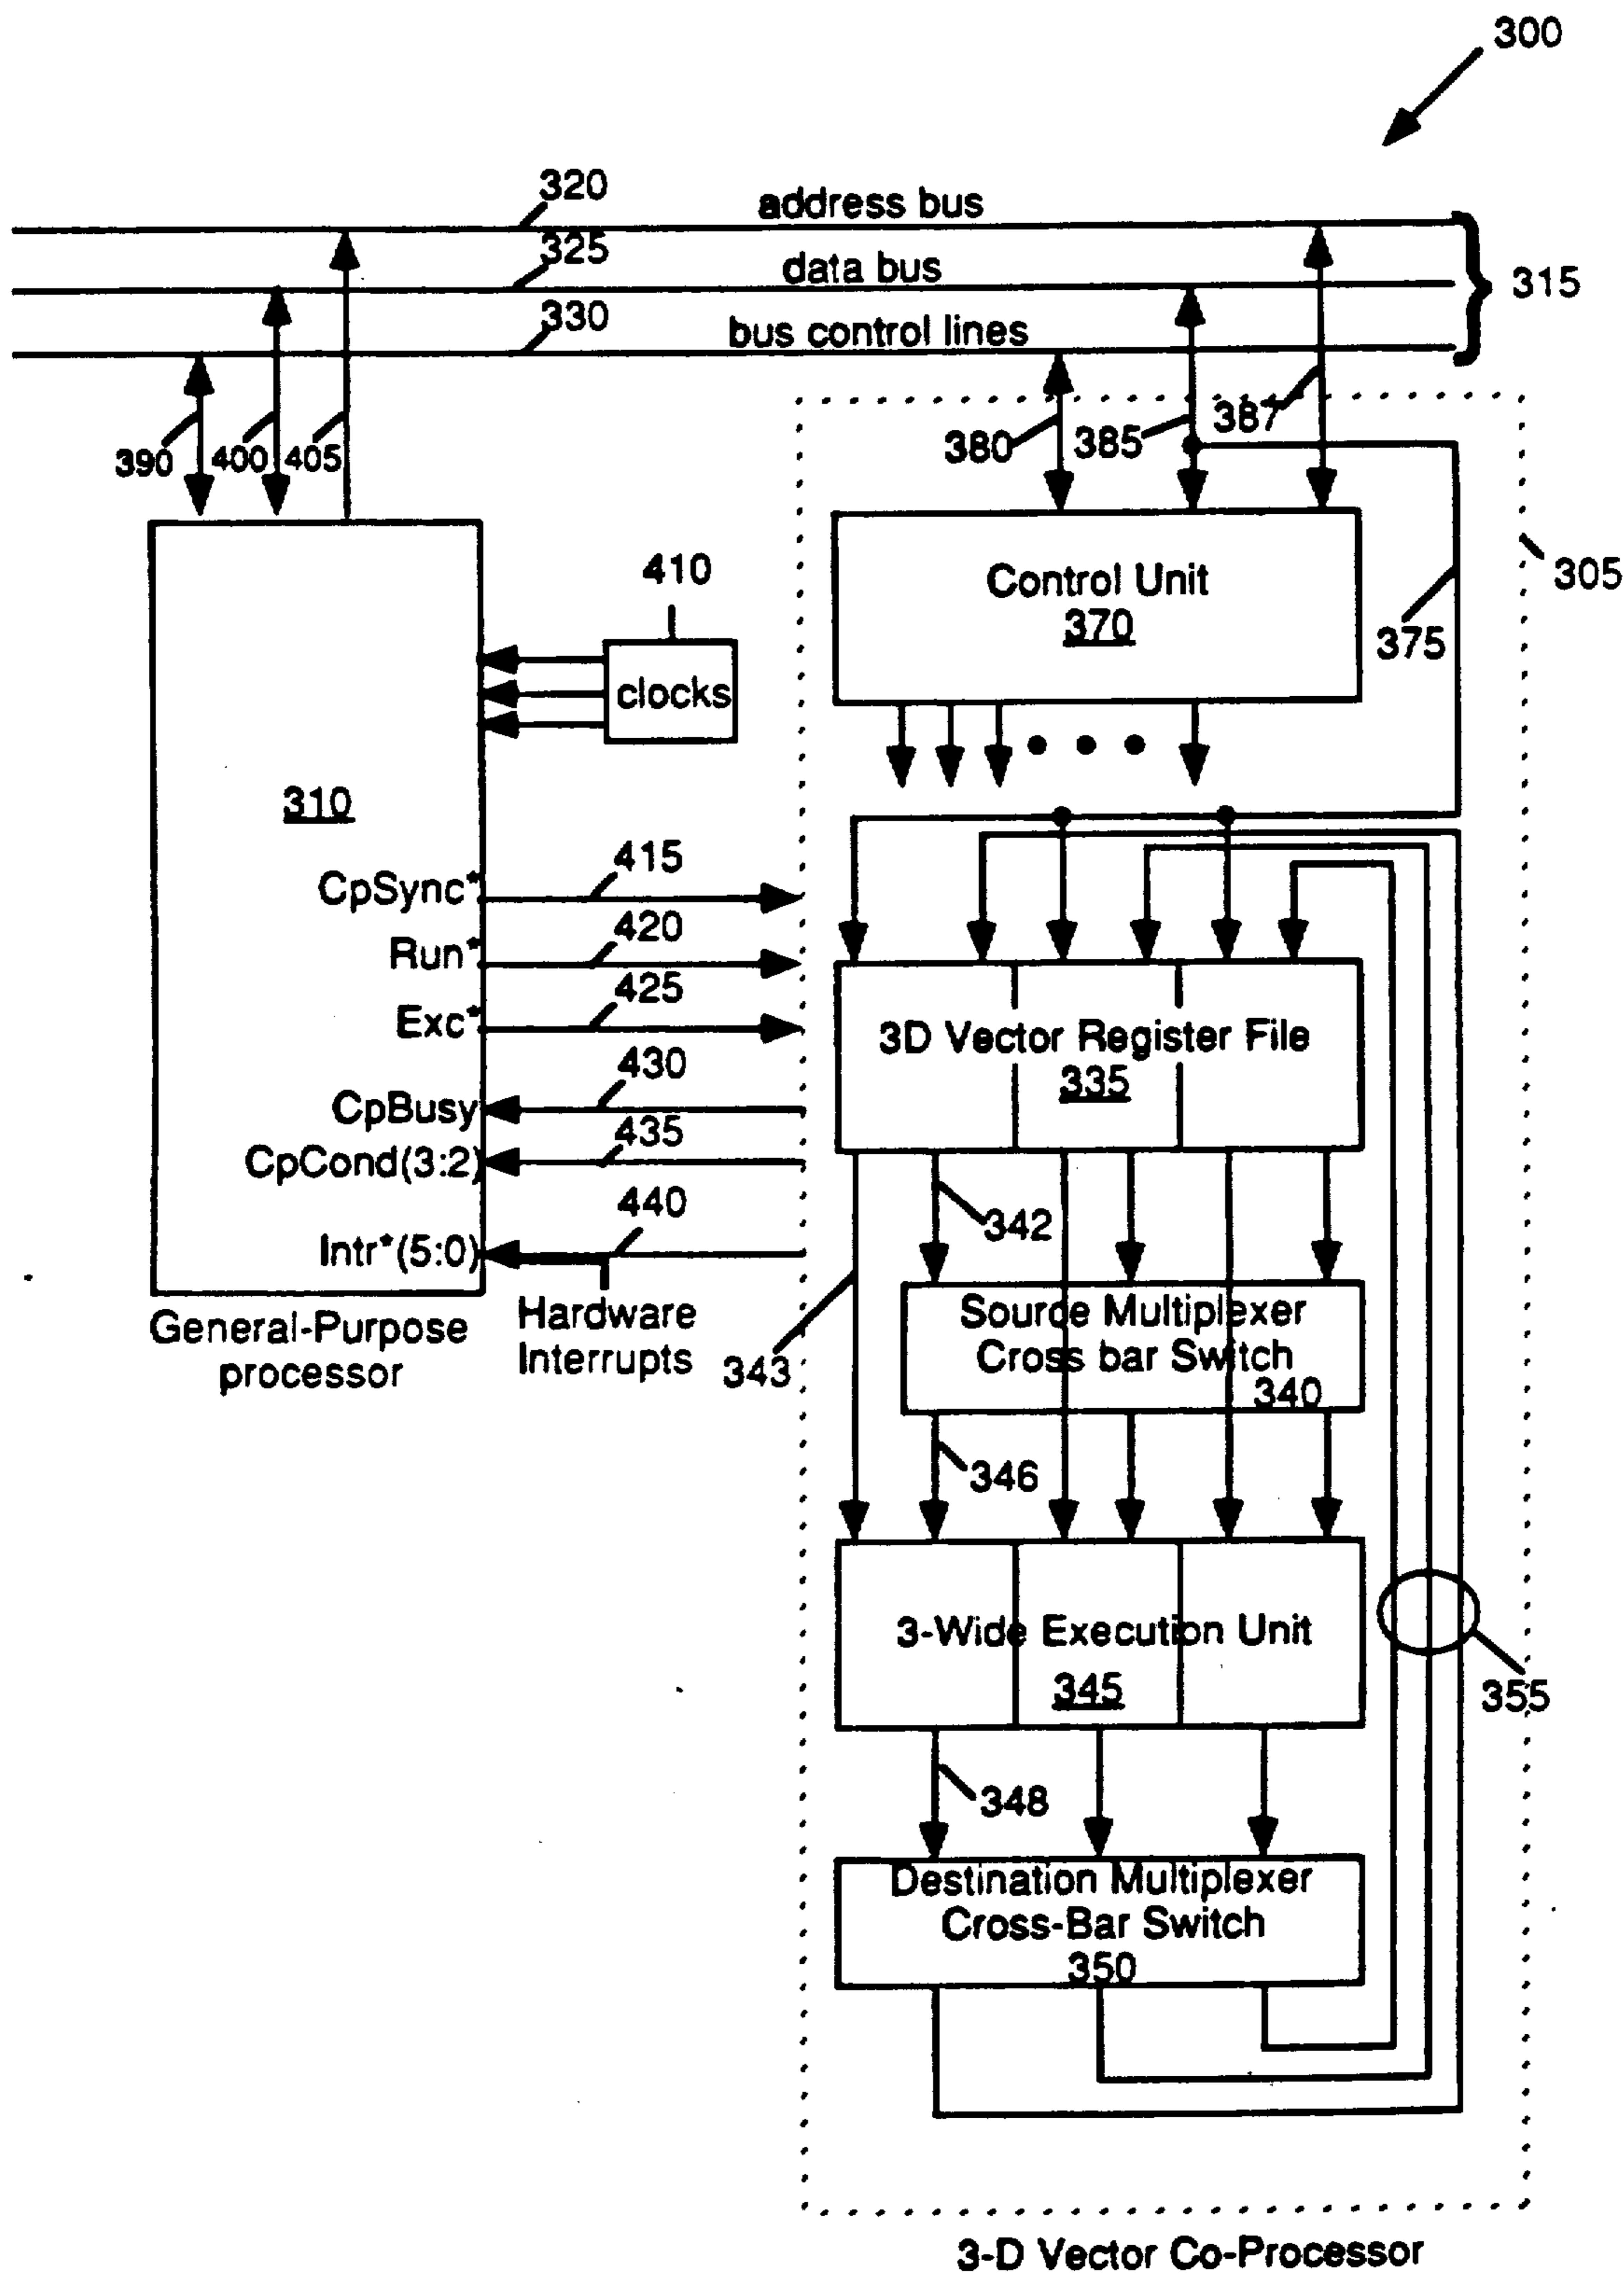 300
320
address bus
325
data bus
315
330
bus control lines
390
400
405
380
385
387
410
clocks
Control Unit
370
305
375
310
CpSync*
415
Run*
420
Exc*
425
CpBusy
430
CpCond(3:2)
435
Intr*(5:0)
440
General-Purpose
processor
Hardware
Interrupts
3D Vector Register File
335
342
343
Source Multiplexer
Cross bar Switch
340
346
3-Wide Execution Unit
345
355
348
Destination Multiplexer
Cross-Bar Switch
350
3-D Vector Co-Processor